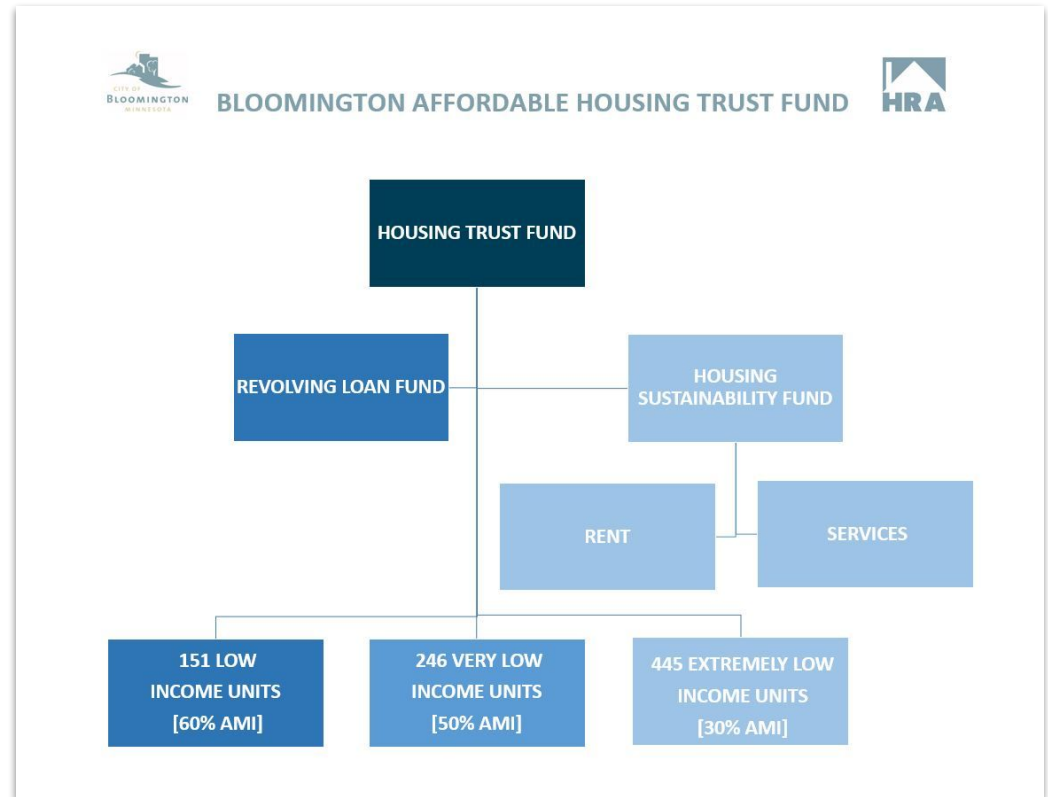 CITY OF
BLOOMINGTON
MINNESOTA
BLOOMINGTON AFFORDABLE HOUSING TRUST FUND
HRA
HOUSING TRUST FUND
REVOLVING LOAN FUND
HOUSING
SUSTAINABILITY FUND
RENT
SERVICES
151 LOW
INCOME UNITS
[60% AMI]
246 VERY LOW
INCOME UNITS
[50% AMI]
445 EXTREMELY LOW
INCOME UNITS
[30% AMI]